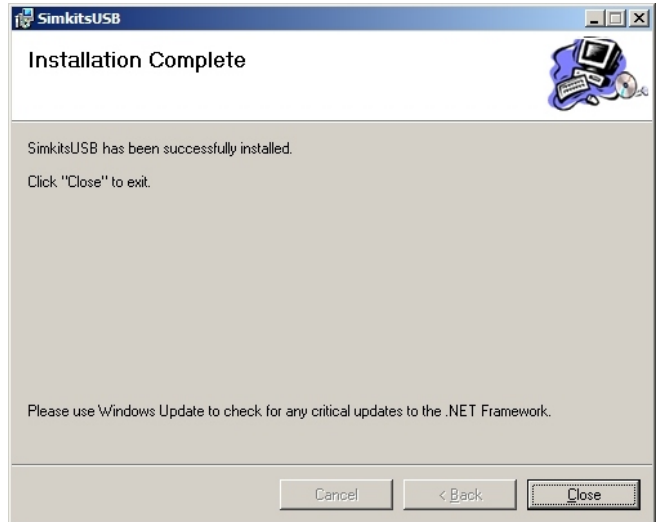 SimkitsUSB
Installation Complete
SimkitsUSB has been successfully installed.
Click "Close" to exit.
Please use Windows Update to check for any critical updates to the .NET Framework.
Cancel
< Back
Close